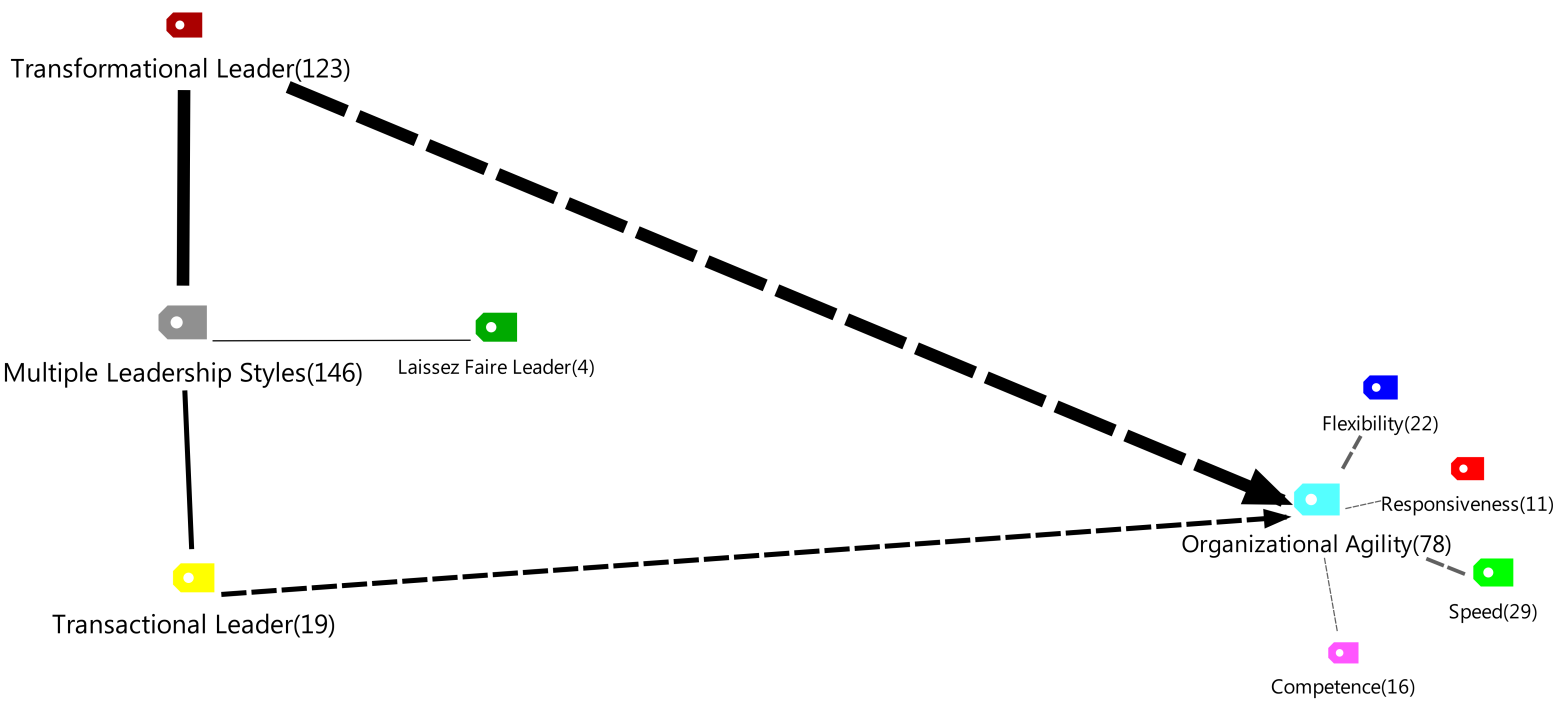 Transformational Leader(123)
Multiple Leadership Styles(146)
Laissez Faire Leader(4)
Flexibility(22)
Responsiveness(11)
Organizational Agility(78)
Speed(29)
Transactional Leader(19)
Competence(16)